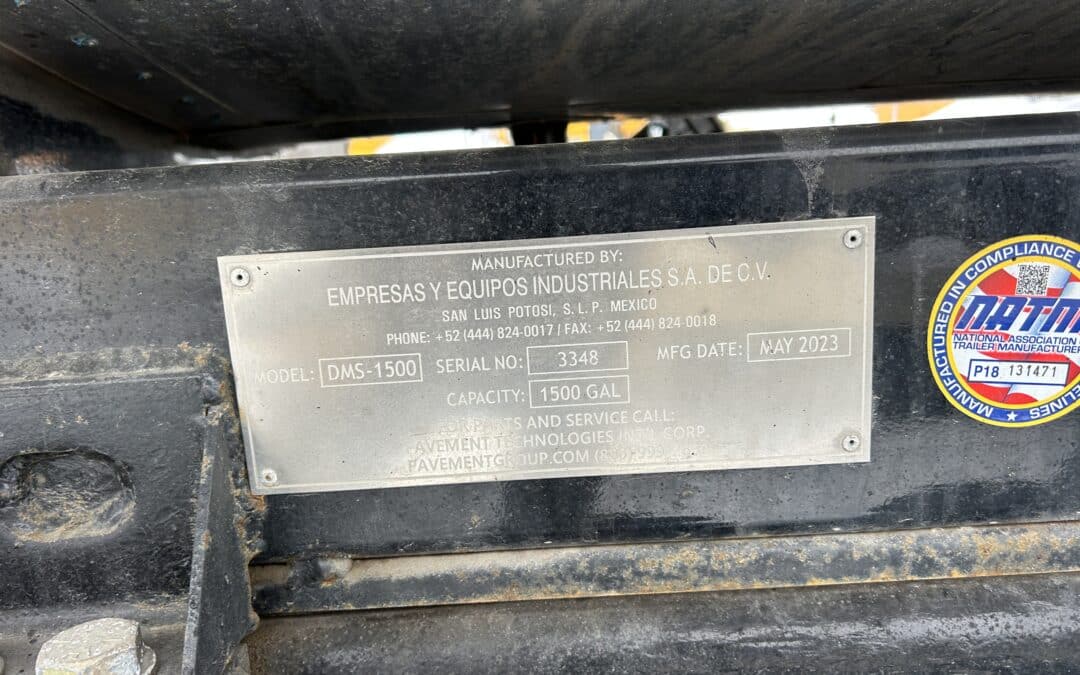 MANUFACTURED BY:
EMPRESAS Y EQUIPOS INDUSTRIALES S.A. DE C.V.
SAN LUIS POTOSI, S.L.P. MEXICO
PHONE: +52 (444) 824-0017 / FAX: +52 (444) 824-0018
MODEL: DMS-1500 SERIAL NO: 3348 MFG DATE: MAY 2023
CAPACITY: 1500 GAL
PARTS AND SERVICE CALL:
PAVEMENT TECHNOLOGIES INT'L CORP.
PAVEMENTGROUP.COM
MANUFACTURED IN COMPLIANCE
NATM
NATIONAL ASSOCIATION
TRAILER MANUFACTURER
P18 131471